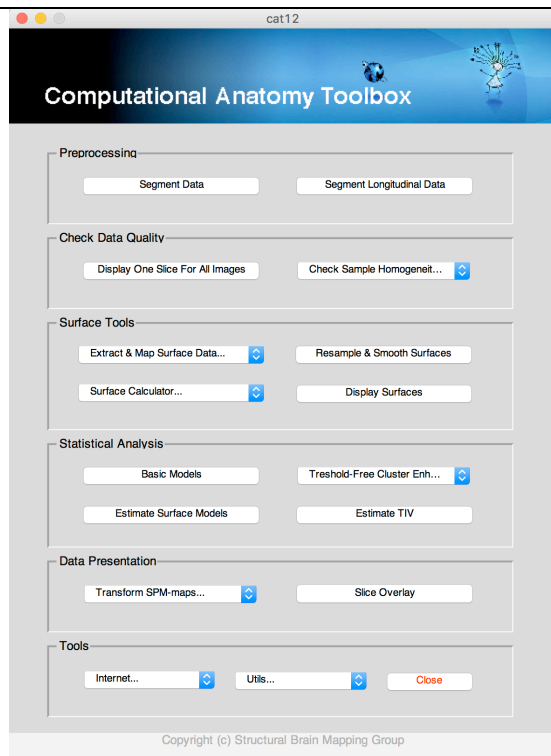 cat12
Computational Anatomy Toolbox
Preprocessing
Segment Data
Segment Longitudinal Data
Check Data Quality
Display One Slice For All Images
Check Sample Homogeneit...
Surface Tools
Extract & Map Surface Data...
Resample & Smooth Surfaces
Surface Calculator...
Display Surfaces
Statistical Analysis
Basic Models
Treshold-Free Cluster Enh...
Estimate Surface Models
Estimate TIV
Data Presentation
Transform SPM-maps...
Slice Overlay
Tools
Internet...
Utils...
Close
Copyright (c) Structural Brain Mapping Group